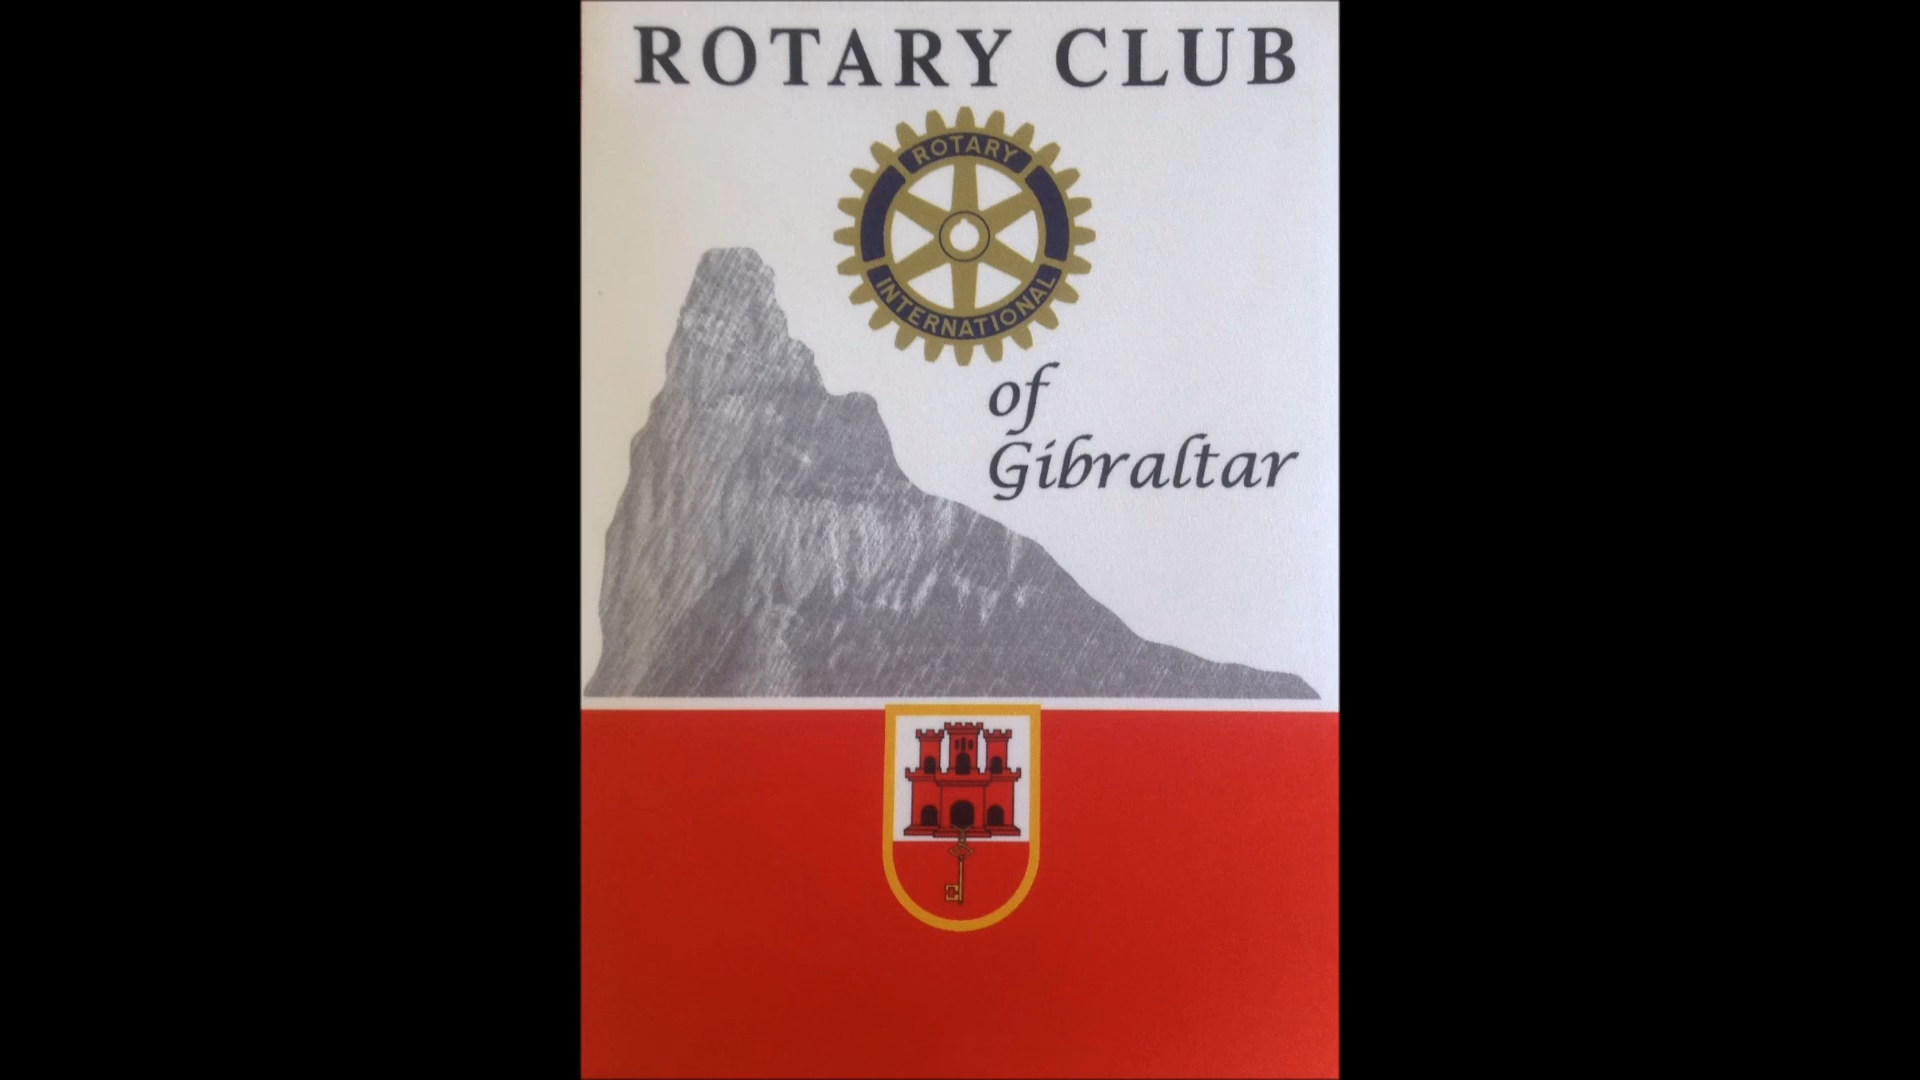 ROTARY CLUB
ROTARY
INTERNATIONAL
of
Gibraltar